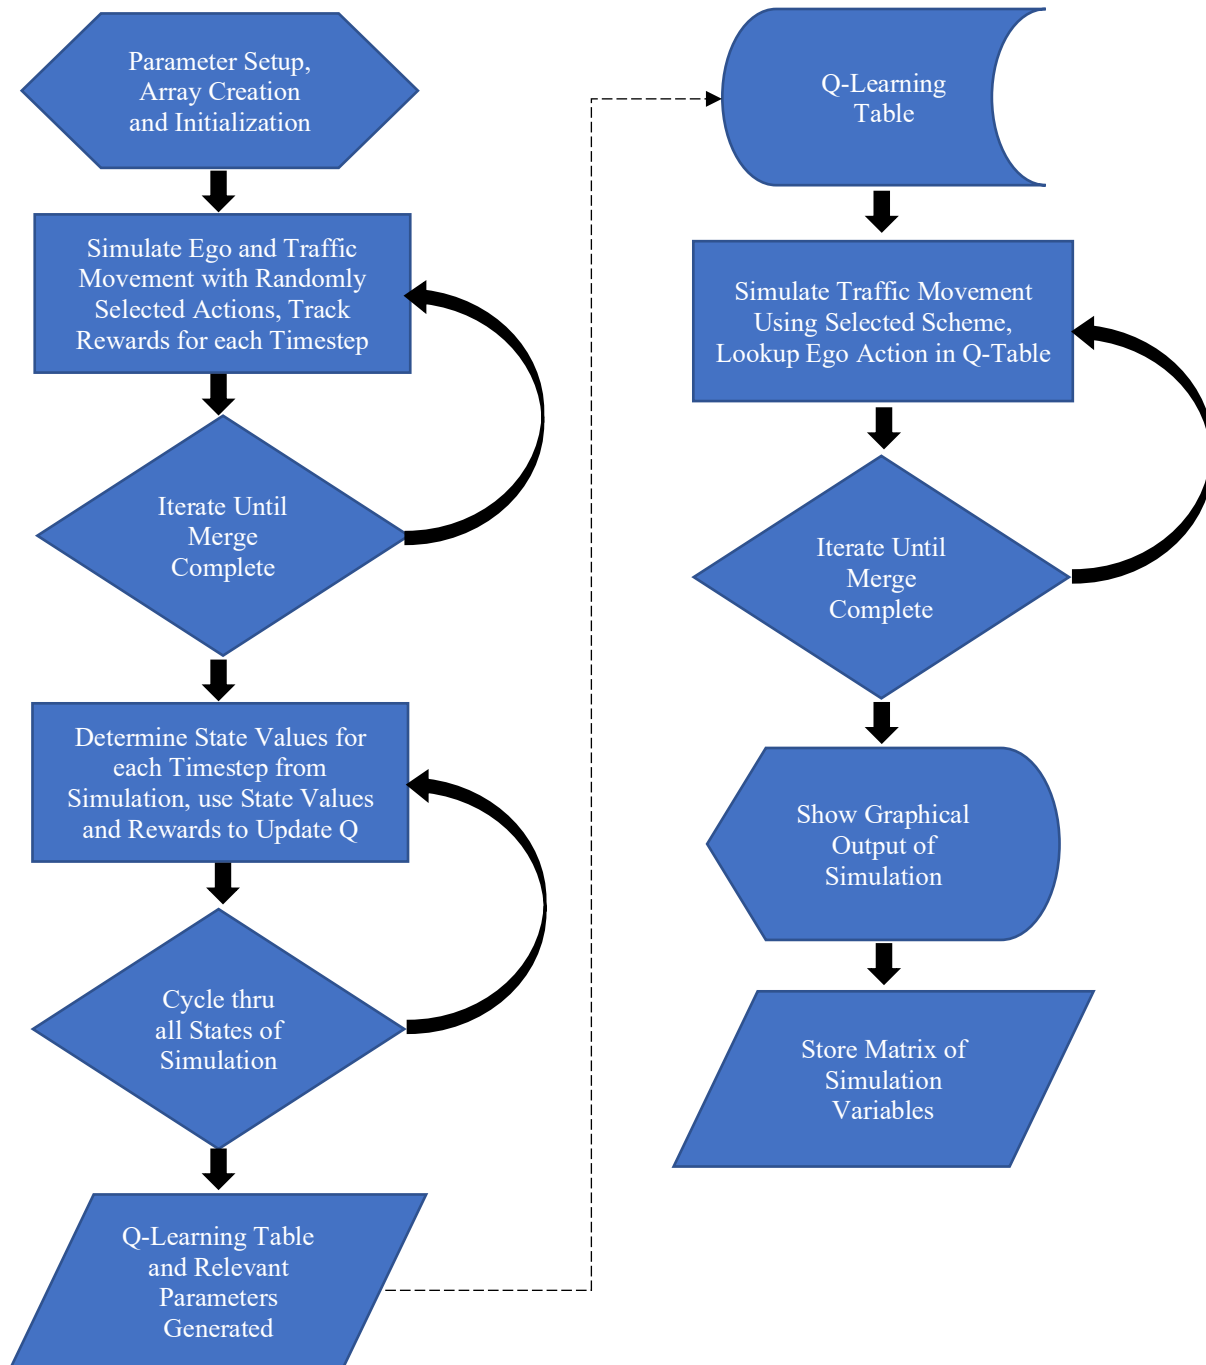 Parameter Setup,
Array Creation
and Initialization
Simulate Ego and Traffic
Movement with Randomly
Selected Actions, Track
Rewards for each Timestep
Iterate Until
Merge
Complete
Determine State Values for
each Timestep from
Simulation, use State Values
and Rewards to Update Q
Cycle thru
all States of
Simulation
Q-Learning Table
and Relevant
Parameters
Generated
Q-Learning
Table
Simulate Traffic Movement
Using Selected Scheme,
Lookup Ego Action in Q-Table
Iterate Until
Merge
Complete
Show Graphical
Output of
Simulation
Store Matrix of
Simulation
Variables